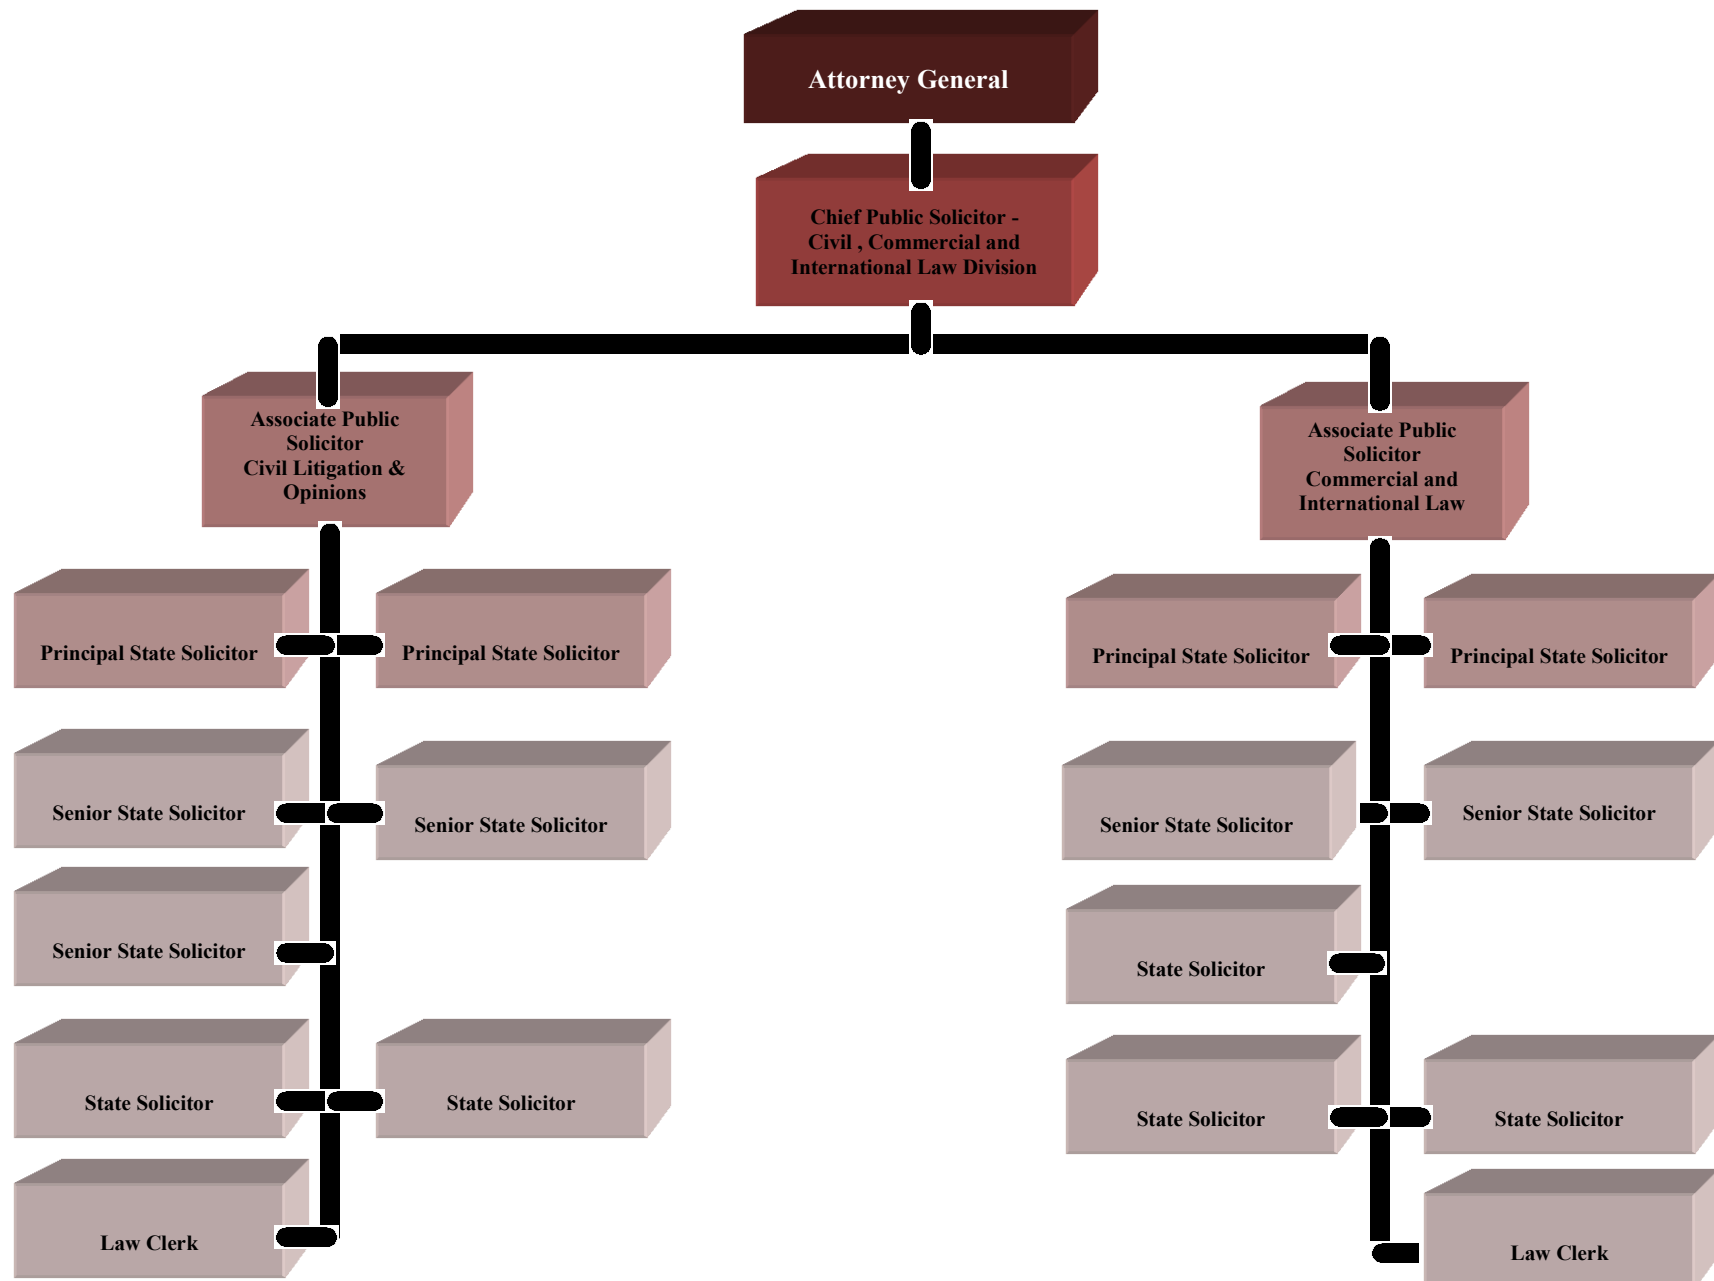 Attorney General
Chief Public Solicitor -
Civil , Commercial and
International Law Division
Associate Public
Solicitor
Civil Litigation &
Opinions
Associate Public
Solicitor
Commercial and
International Law
Principal State Solicitor
Principal State Solicitor
Principal State Solicitor
Principal State Solicitor
Senior State Solicitor
Senior State Solicitor
Senior State Solicitor
Senior State Solicitor
Senior State Solicitor
State Solicitor
State Solicitor
State Solicitor
State Solicitor
State Solicitor
Law Clerk
Law Clerk